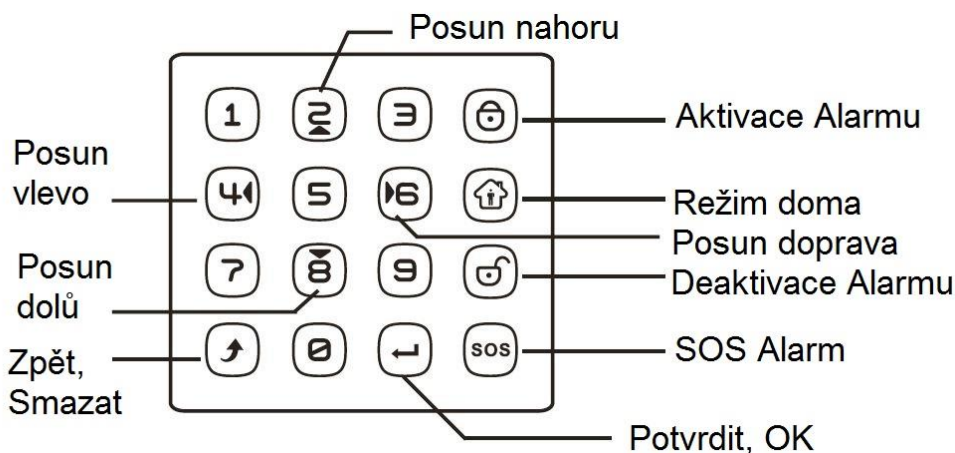 Posun nahoru
1 2 3
Aktivace Alarmu
Posun
vlevo
4 5 6
Režim doma
Posun doprava
Posun
dolů
7 8 9
Deaktivace Alarmu
Zpět,
Smazat
0 SOS
SOS Alarm
Potvrdit, OK